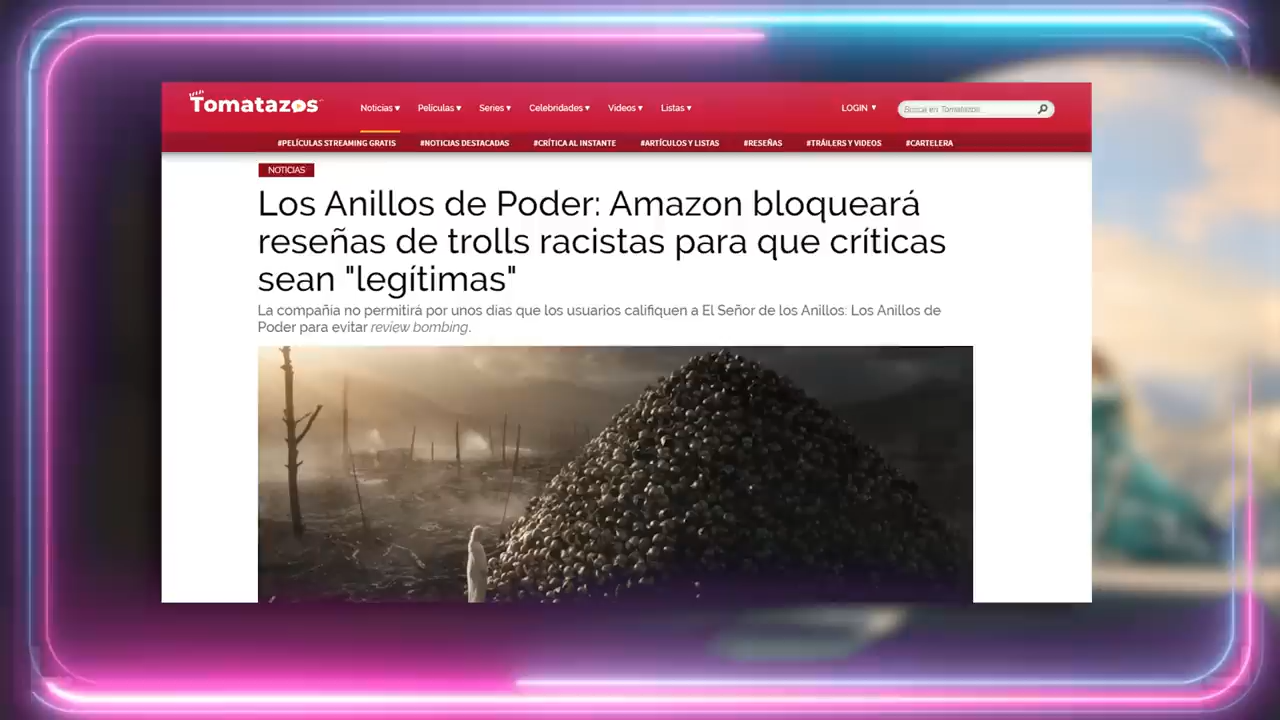 Tomatazos
Noticias ▾ Películas ▾ Series ▾ Celebridades ▾ Videos ▾ Listas ▾ LOGIN ▾ Busca en Tomatazos
#PELÍCULAS STREAMING GRATIS #NOTICIAS DESTACADAS #CRÍTICA AL INSTANTE #ARTÍCULOS Y LISTAS #RESEÑAS #TRÁILERS Y VIDEOS #CARTELERA
NOTICIAS
Los Anillos de Poder: Amazon bloqueará
reseñas de trolls racistas para que críticas
sean "legítimas"
La compañía no permitirá por unos días que los usuarios califiquen a El Señor de los Anillos: Los Anillos de
Poder para evitar review bombing.